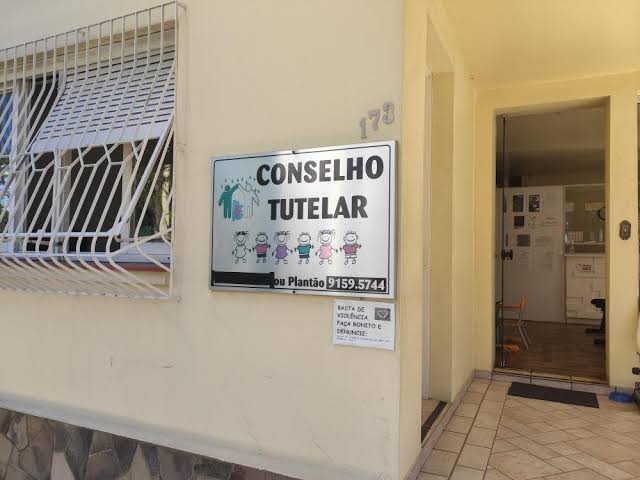 173
CONSELHO
TUTELAR
ou Plantão 9159.5744
BASTA DE
VIOLÊNCIA
FAÇA BONITO E
DENUNCIE: